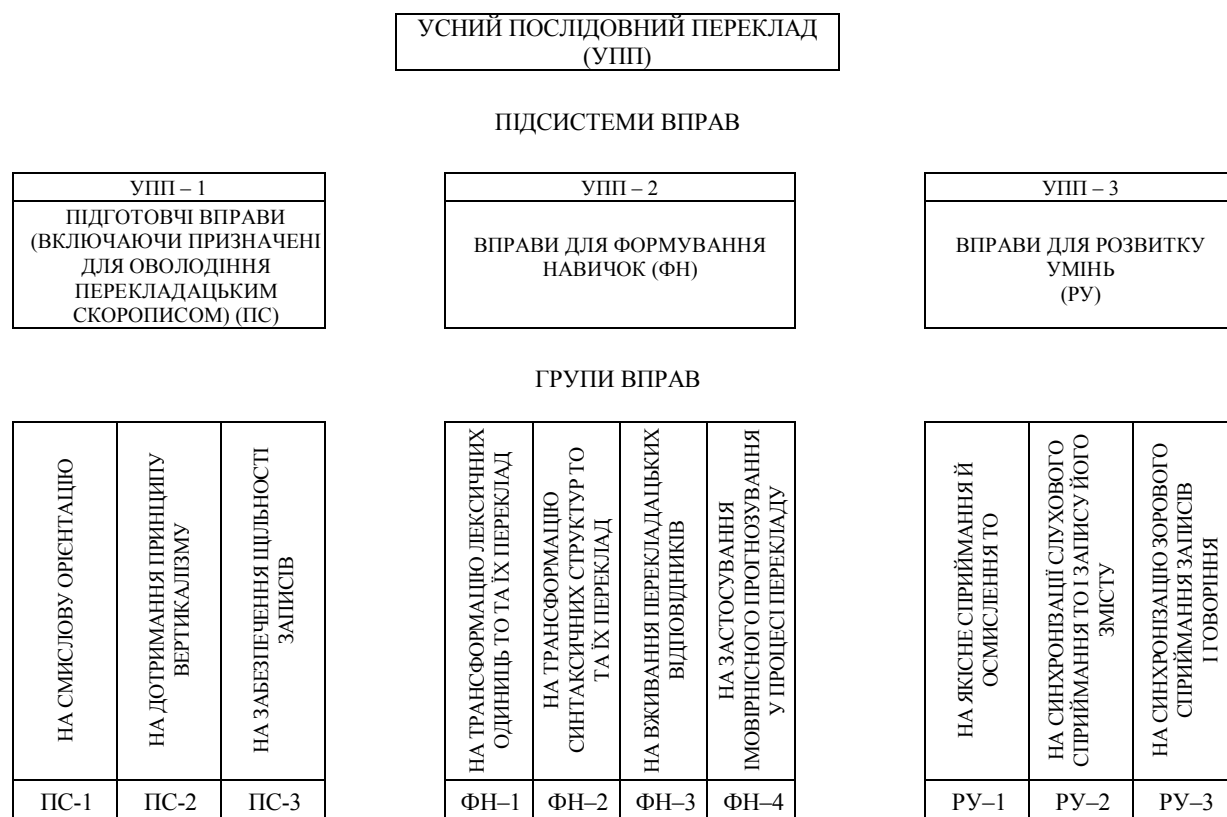 УСНИЙ ПОСЛІДОВНИЙ ПЕРЕКЛАД
(УПП)
ПІДСИСТЕМИ ВПРАВ
УПП – 1
ПІДГОТОВЧІ ВПРАВИ
(ВКЛЮЧАЮЧИ ПРИЗНАЧЕНІ
ДЛЯ ОВОЛОДІННЯ
ПЕРЕКЛАДАЦЬКИМ
СКОРОПИСОМ) (ПС)
УПП – 2
ВПРАВИ ДЛЯ ФОРМУВАННЯ
НАВИЧОК (ФН)
УПП – 3
ВПРАВИ ДЛЯ РОЗВИТКУ
УМІНЬ
(РУ)
ГРУПИ ВПРАВ
НА СМИСЛОВУ ОРІЄНТАЦІЮ
ПС-1
НА ДОТРИМАННЯ ПРИНЦИПУ
ВЕРТИКАЛІЗМУ
ПС-2
НА ЗАБЕЗПЕЧЕННЯ ЩІЛЬНОСТІ
ЗАПИСІВ
ПС-3
НА ТРАНСФОРМАЦІЮ ЛЕКСИЧНИХ
ОДИНИЦЬ ТО ТА ЇХ ПЕРЕКЛАД
ФН–1
НА ТРАНСФОРМАЦІЮ
СИНТАКСИЧНИХ СТРУКТУР ТО
ТА ЇХ ПЕРЕКЛАД
ФН–2
НА ВЖИВАННЯ ПЕРЕКЛАДАЦЬКИХ
ВІДПОВІДНИКІВ
ФН–3
НА ЗАСТОСУВАННЯ
ІМОВІРНІСНОГО ПРОГНОЗУВАННЯ
У ПРОЦЕСІ ПЕРЕКЛАДУ
ФН–4
НА ЯКІСНЕ СПРИЙМАННЯ Й
ОСМИСЛЕННЯ ТО
РУ–1
НА СИНХРОНІЗАЦІЇ СЛУХОВОГО
СПРИЙМАННЯ ТО І ЗАПИСУ ЙОГО
ЗМІСТУ
РУ–2
НА СИНХРОНІЗАЦІЮ ЗОРОВОГО
СПРИЙМАННЯ ЗАПИСІВ
І ГОВОРІННЯ
РУ–3